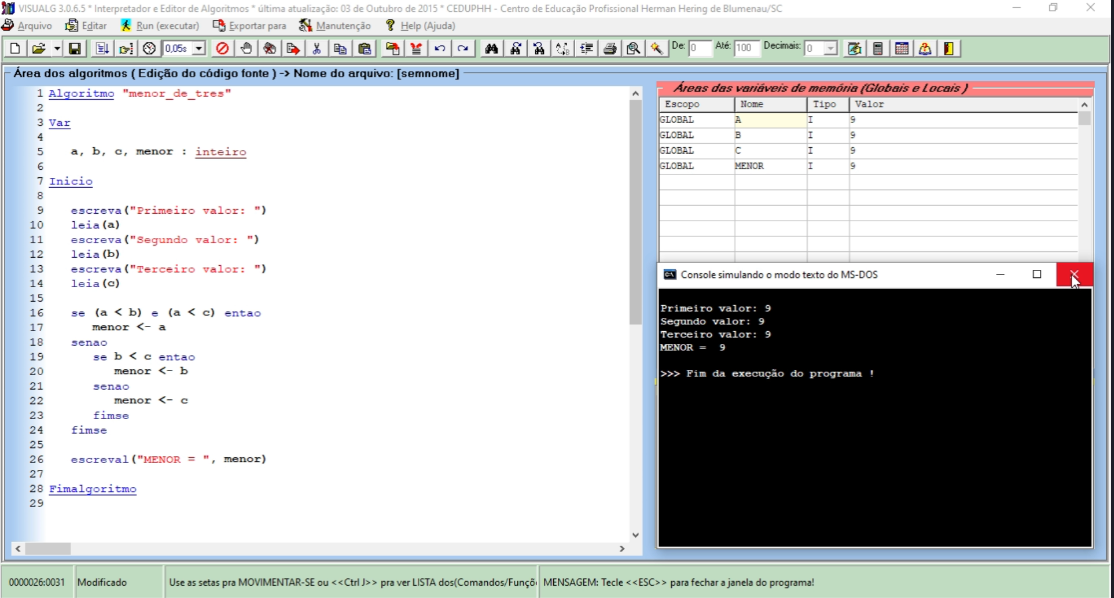 VISUALG 3.0.6.5 * Interpretador e Editor de Algoritmos * última atualização: 03 de Outubro de 2015 * CEDUPHH - Centro de Educação Profissional Herman Hering de Blumenau/SC
Arquivo Editar Run (executar) Exportar para Manutenção Help (Ajuda)
0,05s De: 0 Até: 100 Decimais: 0
Área dos algoritmos ( Edição do código fonte ) -> Nome do arquivo: [semnome]
1 Algoritmo "menor_de_tres"
2
3 Var
4
5 a, b, c, menor : inteiro
6
7 Inicio
8
9 escreva("Primeiro valor: ")
10 leia(a)
11 escreva("Segundo valor: ")
12 leia(b)
13 escreva("Terceiro valor: ")
14 leia(c)
15
16 se (a < b) e (a < c) entao
17 menor <- a
18 senao
19 se b < c entao
20 menor <- b
21 senao
22 menor <- c
23 fimse
24 fimse
25
26 escreval("MENOR = ", menor)
27
28 Fimalgoritmo
29
Áreas das variáveis de memória (Globais e Locais )
Escopo Nome Tipo Valor
GLOBAL A I 9
GLOBAL B I 9
GLOBAL C I 9
GLOBAL MENOR I 9
Console simulando o modo texto do MS-DOS
Primeiro valor: 9
Segundo valor: 9
Terceiro valor: 9
MENOR = 9
>>> Fim da execução do programa !
0000026:0031 Modificado Use as setas pra MOVIMENTAR-SE ou <<Ctrl J>> pra ver LISTA dos(Comandos/Funçõ MENSAGEM: Tecle <<ESC>> para fechar a janela do programa!